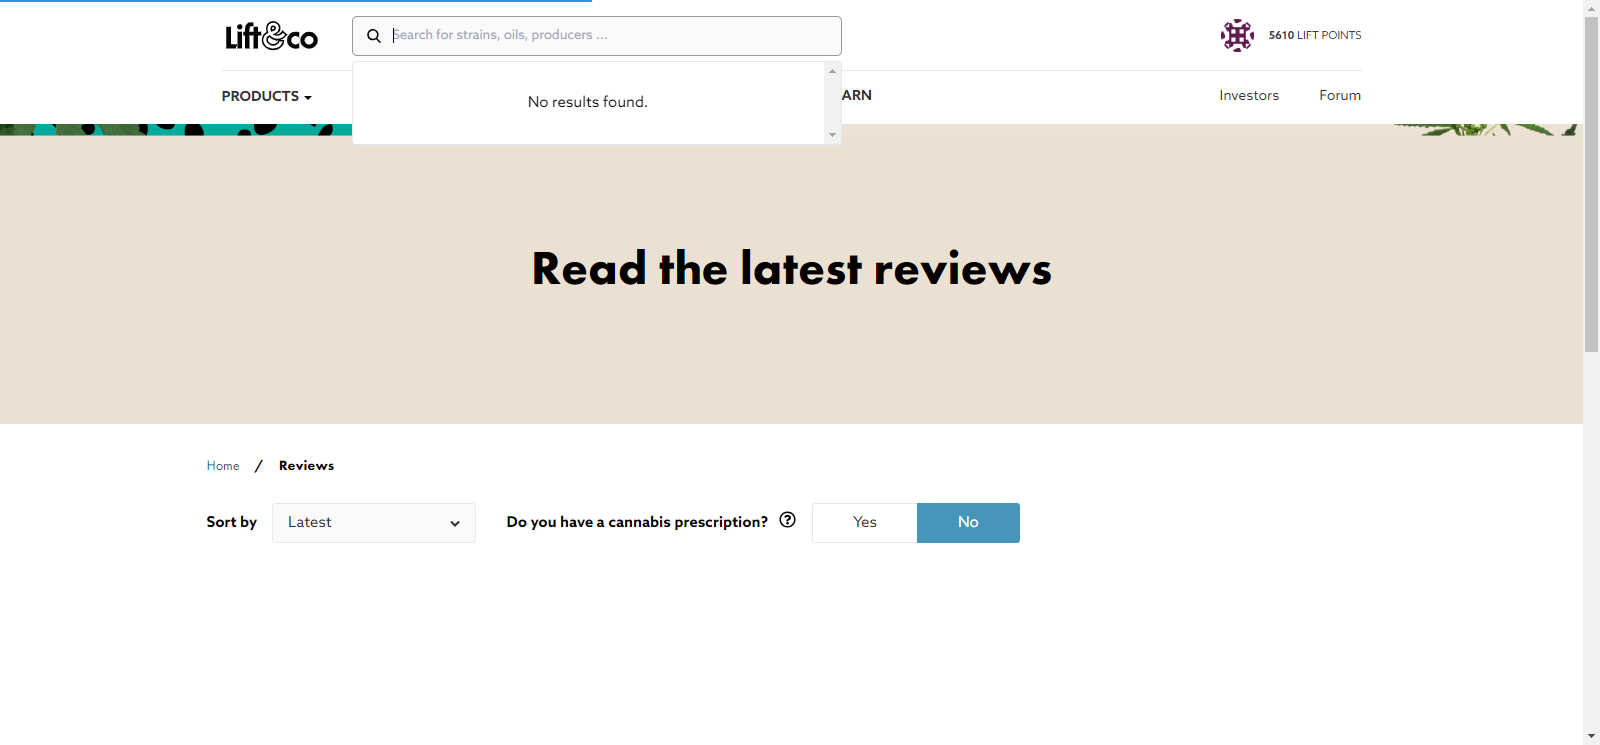 Lift&co
Search for strains, oils, producers ...
5610 LIFT POINTS
PRODUCTS
No results found.
ARN
Investors
Forum
Read the latest reviews
Home / Reviews
Sort by
Latest
Do you have a cannabis prescription?
?
Yes
No